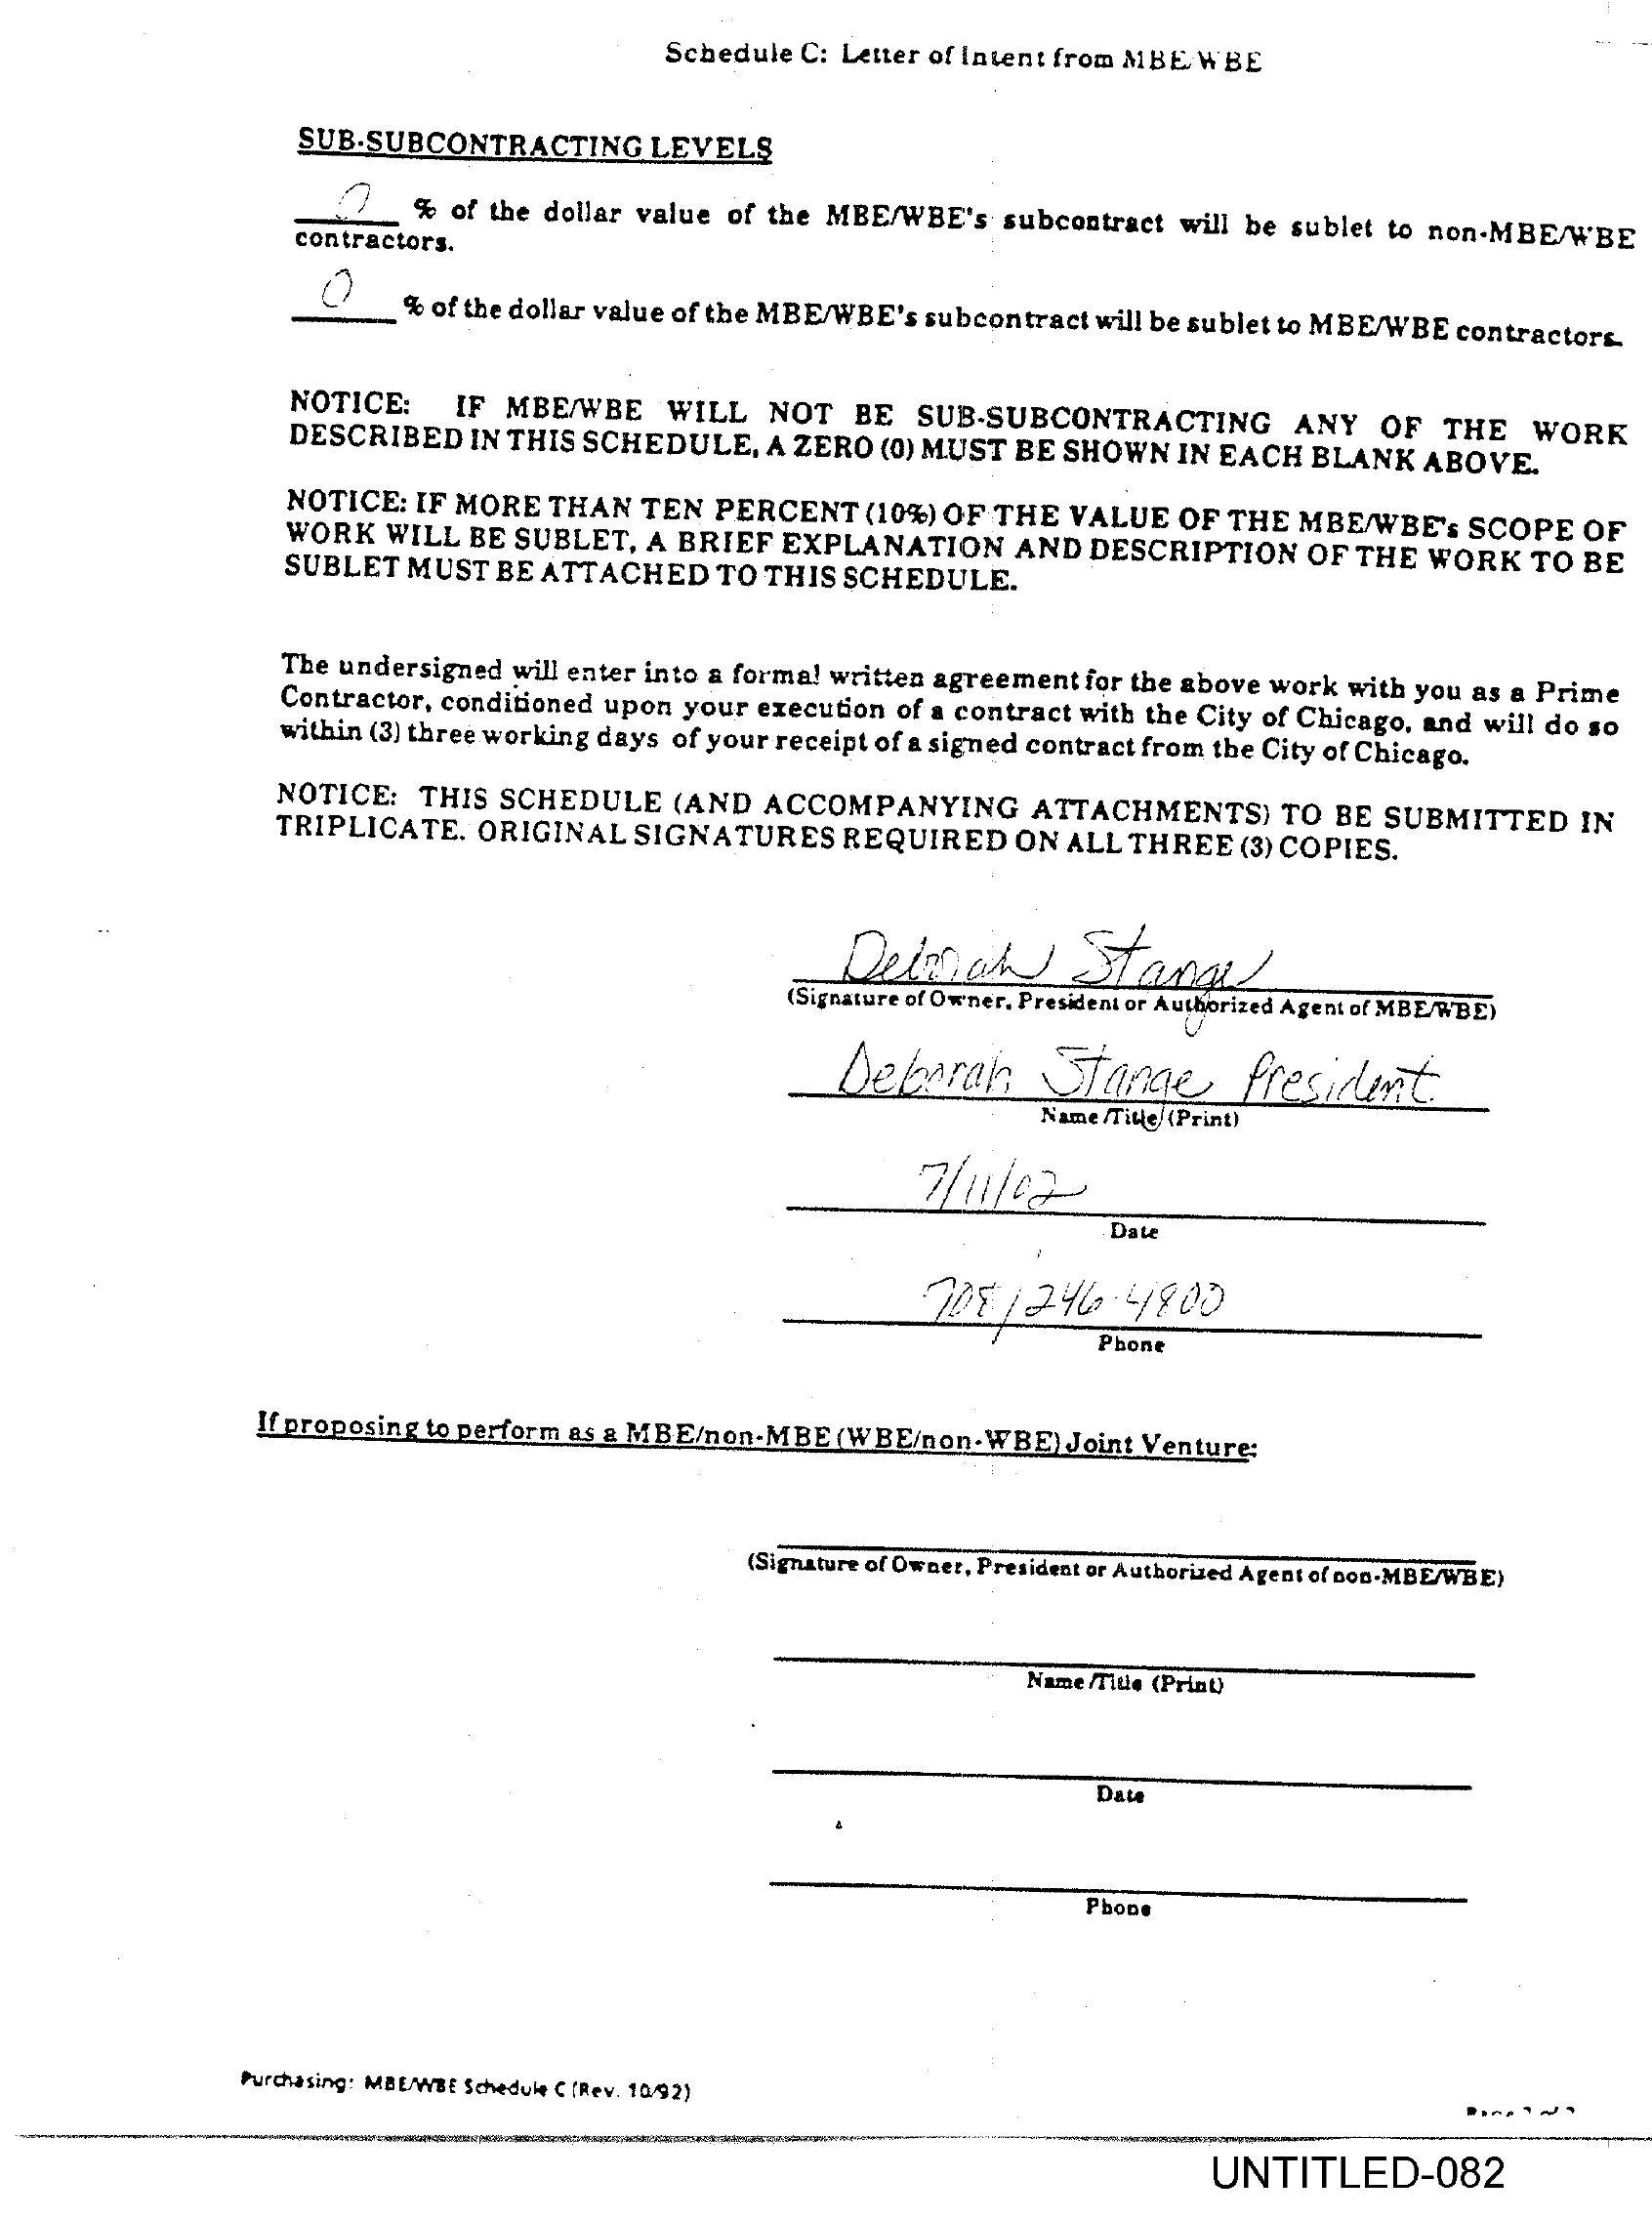 Schedule C: Letter of Intent from MBE/WBE
SUB-SUBCONTRACTING LEVELS
0 % of the dollar value of the MBE/WBE's subcontract will be sublet to non-MBE/WBE
contractors.
0 % of the dollar value of the MBE/WBE's subcontract will be sublet to MBE/WBE contractors.
NOTICE: IF MBE/WBE WILL NOT BE SUB-SUBCONTRACTING ANY OF THE WORK
DESCRIBED IN THIS SCHEDULE, A ZERO (0) MUST BE SHOWN IN EACH BLANK ABOVE.
NOTICE: IF MORE THAN TEN PERCENT (10%) OF THE VALUE OF THE MBE/WBE's SCOPE OF
WORK WILL BE SUBLET, A BRIEF EXPLANATION AND DESCRIPTION OF THE WORK TO BE
SUBLET MUST BE ATTACHED TO THIS SCHEDULE.
The undersigned will enter into a formal written agreement for the above work with you as a Prime
Contractor, conditioned upon your execution of a contract with the City of Chicago, and will do so
within (3) three working days of your receipt of a signed contract from the City of Chicago.
NOTICE: THIS SCHEDULE (AND ACCOMPANYING ATTACHMENTS) TO BE SUBMITTED IN
TRIPLICATE. ORIGINAL SIGNATURES REQUIRED ON ALL THREE (3) COPIES.
Deborah Stange
(Signature of Owner, President or Authorized Agent of MBE/WBE)
Deborah Stange President
Name/Title (Print)
7/11/02
Date
708/246-4800
Phone
If proposing to perform as a MBE/non-MBE (WBE/non-WBE) Joint Venture:
(Signature of Owner, President or Authorized Agent of non-MBE/WBE)
Name/Title (Print)
Date
Phone
Purchasing: MBE/WBE Schedule C (Rev. 10/92)
UNTITLED-082